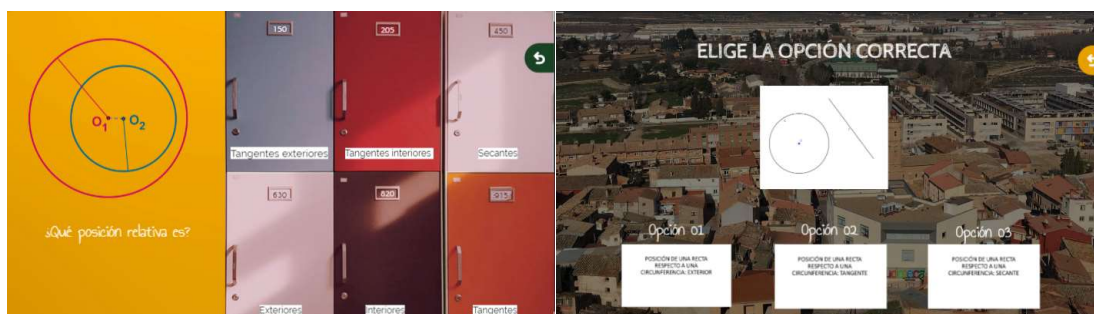 O1
O2
¿Qué posición relativa es?
150
205
450
Tangentes exteriores
Tangentes interiores
Secantes
630
820
915
Exteriores
Interiores
Tangentes
ELIGE LA OPCIÓN CORRECTA
Opción 01
Opción 02
Opción 03
POSICIÓN DE UNA RECTA
RESPECTO A UNA
CIRCUNFERENCIA: EXTERIOR
POSICIÓN DE UNA RECTA
RESPECTO A UNA
CIRCUNFERENCIA: TANGENTE
POSICIÓN DE UNA RECTA
RESPECTO A UNA
CIRCUNFERENCIA: SECANTE